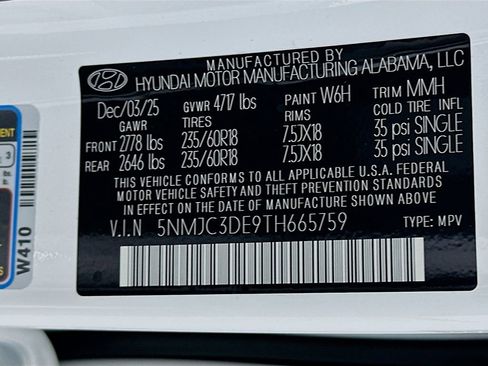 MANUFACTURED BY
HYUNDAI MOTOR MANUFACTURING ALABAMA, LLC
Dec/03/25 GVWR 4717 lbs PAINT W6H TRIM MMH
GAWR TIRES RIMS COLD TIRE INFL
FRONT 2778 lbs 235/60R18 7.5JX18 35 psi SINGLE
REAR 2646 lbs 235/60R18 7.5JX18 35 psi SINGLE
THIS VEHICLE CONFORMS TO ALL APPLICABLE U.S.A. FEDERAL
MOTOR VEHICLE SAFETY AND THEFT PREVENTION STANDARDS
IN EFFECT ON THE DATE OF MANUFACTURE SHOWN ABOVE.
V.I.N 5NMJC3DE9TH665759 TYPE: MPV
W410
3